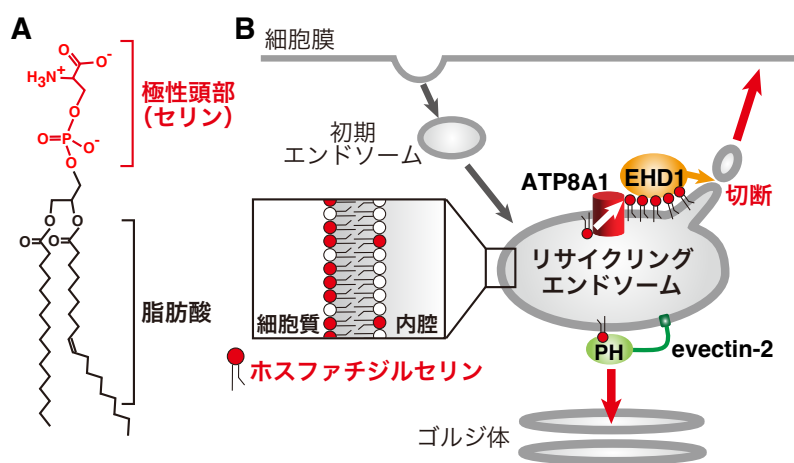 A
H₃N⁺
O
O⁻
O
O=P
O⁻
O
O
O
O
O
極性頭部
(セリン)
脂肪酸
B
細胞膜
初期
エンドソーム
ATP8A1
EHD1
切断
リサイクリング
エンドソーム
細胞質
内腔
ホスファチジルセリン
PH
evectin-2
ゴルジ体